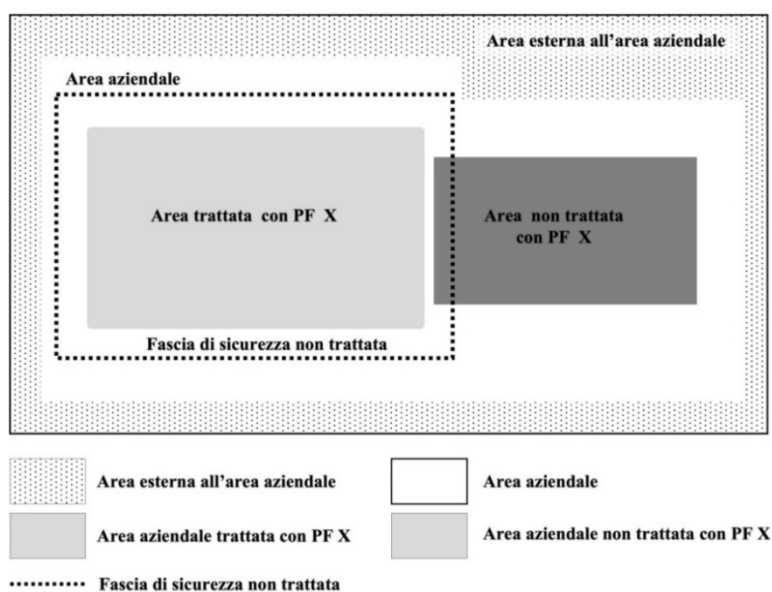 Area esterna all’area aziendale
Area aziendale
Area trattata con PF X
Area non trattata
con PF X
Fascia di sicurezza non trattata
Area esterna all’area aziendale
Area aziendale
Area aziendale trattata con PF X
Area aziendale non trattata con PF X
Fascia di sicurezza non trattata